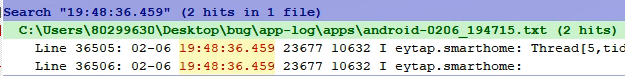 Search "19:48:36.459" (2 hits in 1 file)
C:\Users\80299630\Desktop\bug\app-log\apps\android-0206_194715.txt (2 hits)
Line 36505: 02-06 19:48:36.459 23677 10632 I eytap.smarthome: Thread[5,tid
Line 36506: 02-06 19:48:36.459 23677 10632 I eytap.smarthome: